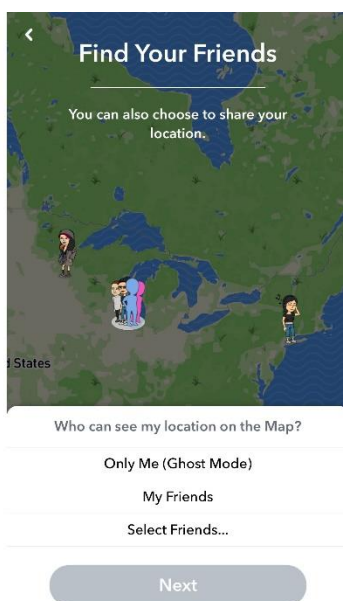 Find Your Friends
You can also choose to share your
location.
d States
Who can see my location on the Map?
Only Me (Ghost Mode)
My Friends
Select Friends...
Next